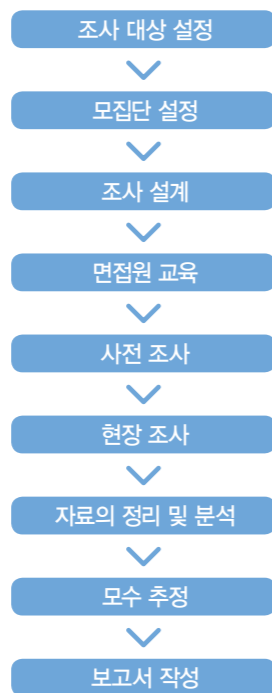 조사 대상 설정
모집단 설정
조사 설계
면접원 교육
사전 조사
현장 조사
자료의 정리 및 분석
모수 추정
보고서 작성